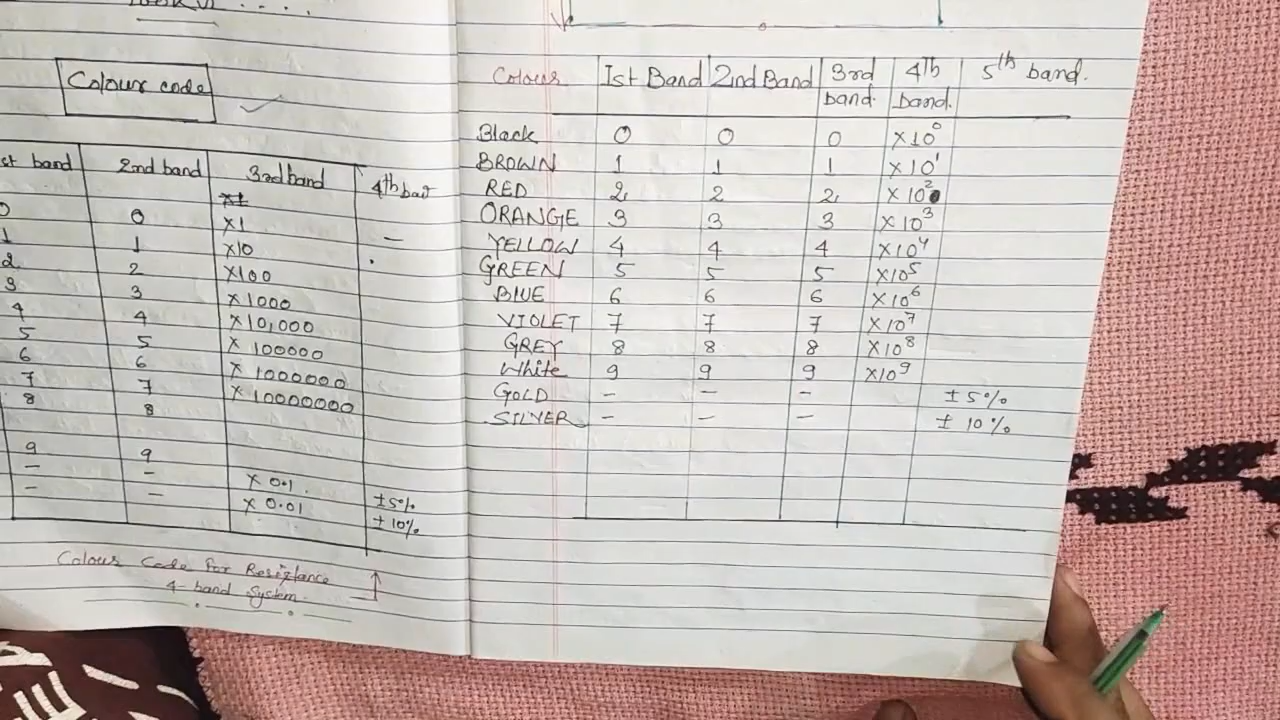 Colour code
st band 2nd band 3rd band 4th ban
x1
0 0 x1 –
1 1 x10
2 2 x100
3 3 x1000
4 4 x10,000
5 5 x 100000
6 6 x 1000000
7 7 x 10000000
8 8
9 9
– – x 0.1 ±5%
– – x 0.01 ±10%
Colour Code For Resistance
4-band System.
Colour Ist Band 2nd Band 3rd band. 4th band. 5th band.
Black 0 0 0 x10⁰
BROWN 1 1 1 x10¹
RED 2 2 2 x10²
ORANGE 3 3 3 x10³
YELLOW 4 4 4 x10⁴
GREEN 5 5 5 x10⁵
BLUE 6 6 6 x10⁶
VIOLET 7 7 7 x10⁷
GREY 8 8 8 x10⁸
White 9 9 9 x10⁹
GOLD – – – ±5%
SILVER – – – ± 10%